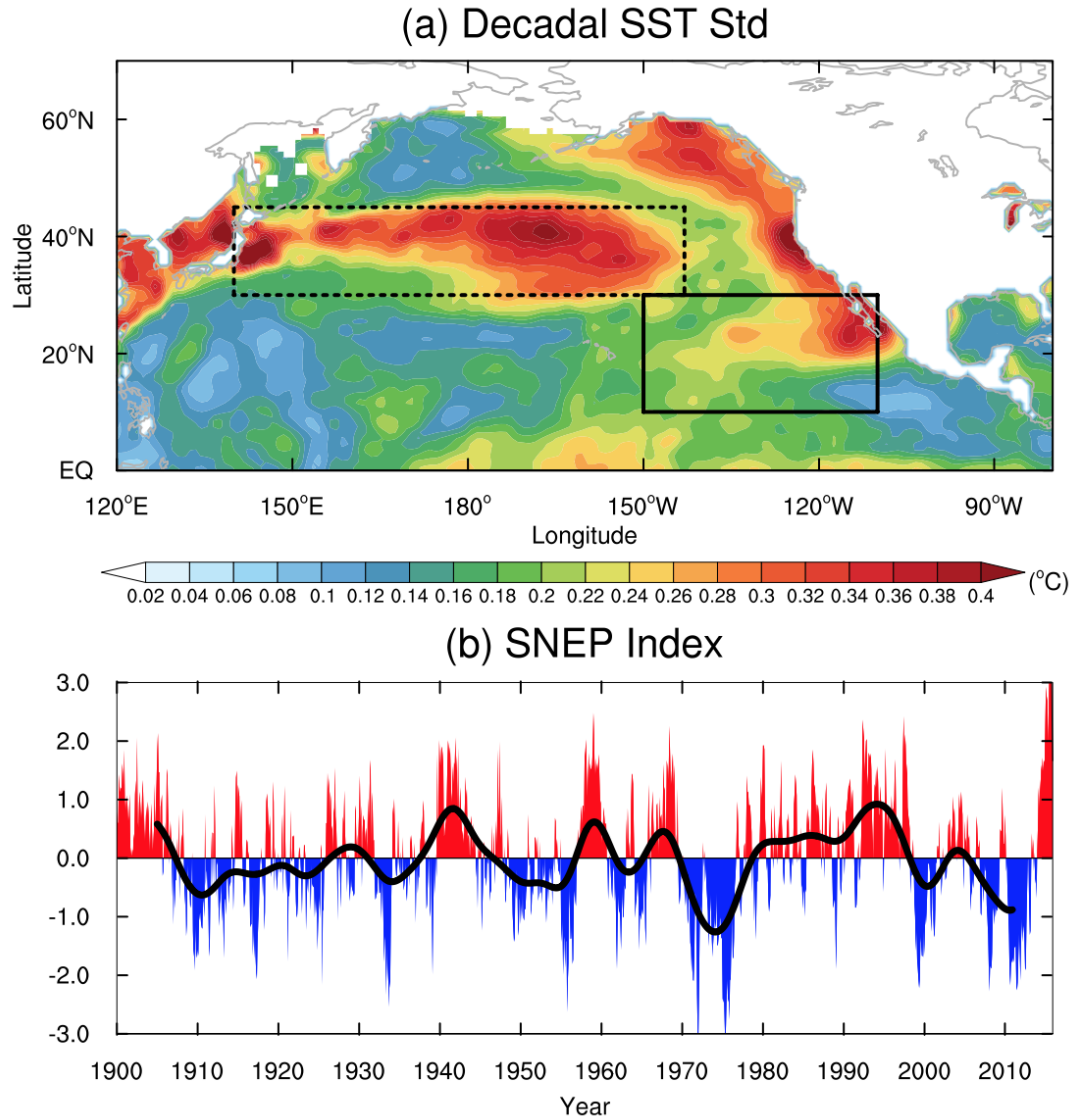 (a) Decadal SST Std
60°N
40°N
20°N
EQ
Latitude
120°E 150°E 180° 150°W 120°W 90°W
Longitude
0.02 0.04 0.06 0.08 0.1 0.12 0.14 0.16 0.18 0.2 0.22 0.24 0.26 0.28 0.3 0.32 0.34 0.36 0.38 0.4
(°C)
(b) SNEP Index
3.0
2.0
1.0
0.0
-1.0
-2.0
-3.0
1900 1910 1920 1930 1940 1950 1960 1970 1980 1990 2000 2010
Year